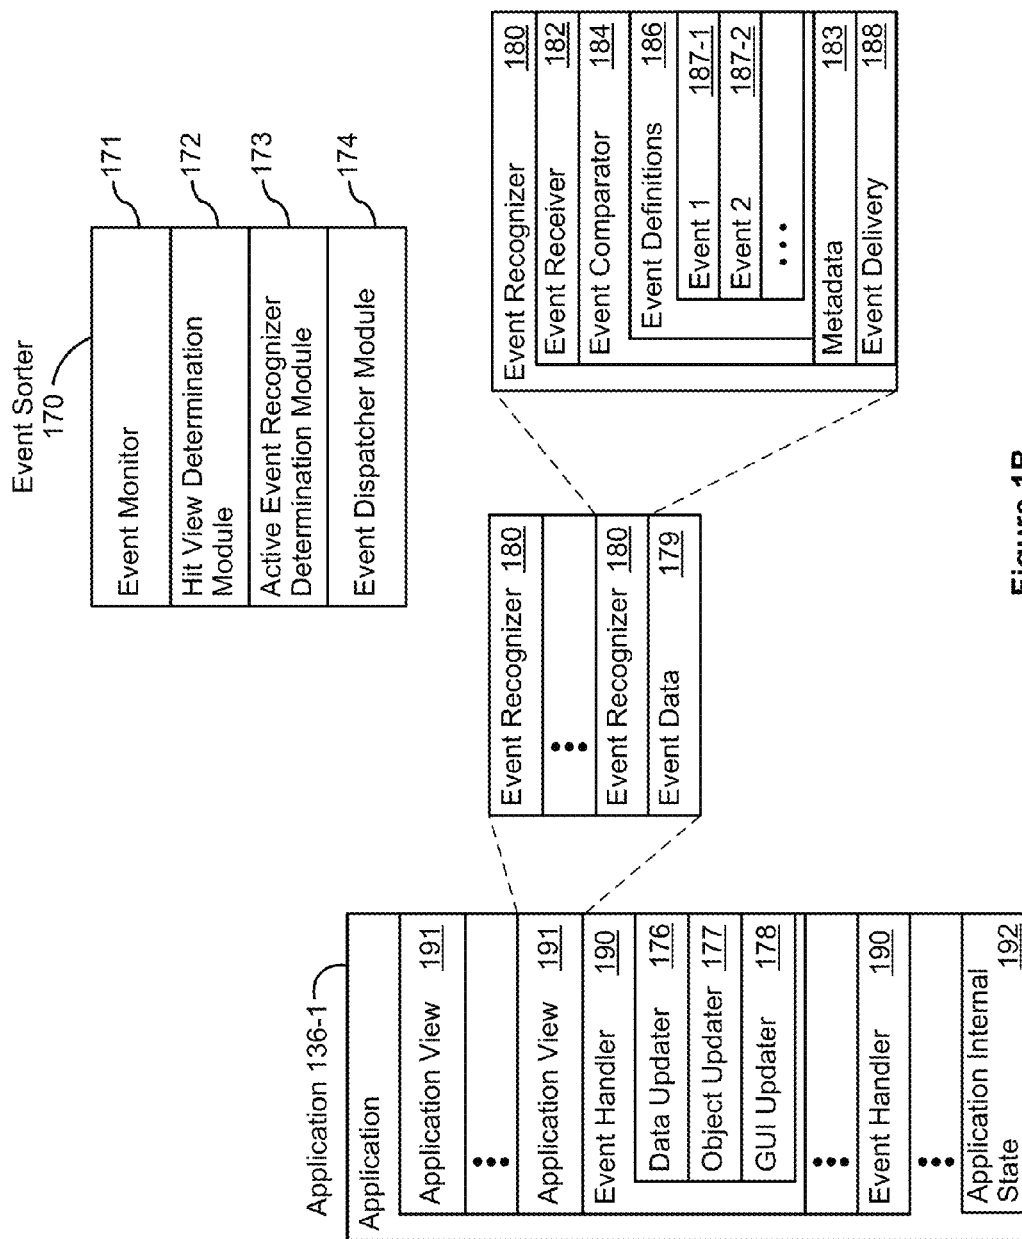 Event Sorter
170
Event Monitor
171
Hit View Determination
Module
172
Active Event Recognizer
Determination Module
173
Event Dispatcher Module
174
Application 136-1
Application
Application View 191
•••
Application View 191
Event Handler 190
Data Updater 176
Object Updater 177
GUI Updater 178
•••
Event Handler 190
•••
Application Internal
State 192
Event Recognizer 180
•••
Event Recognizer 180
Event Data 179
Event Recognizer 180
Event Receiver 182
Event Comparator 184
Event Definitions 186
Event 1 187-1
Event 2 187-2
•••
Metadata 183
Event Delivery 188
Figure 1B